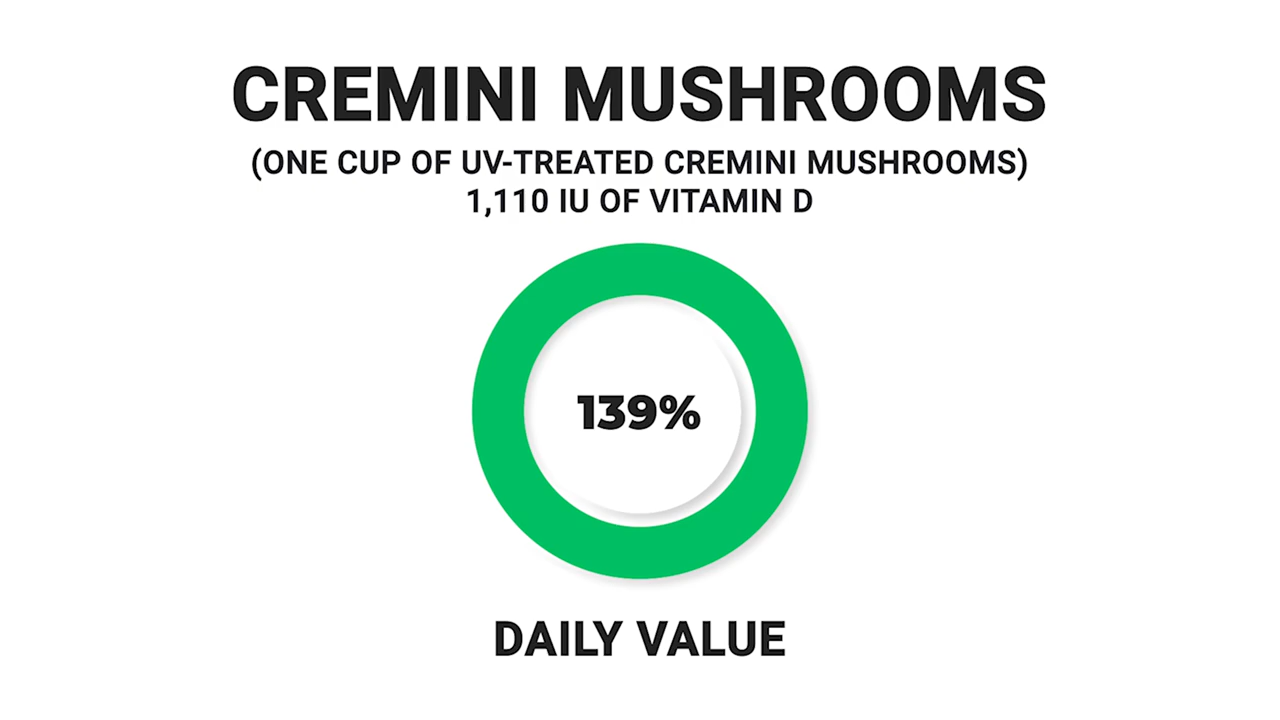 CREMINI MUSHROOMS
(ONE CUP OF UV-TREATED CREMINI MUSHROOMS)
1,110 IU OF VITAMIN D
139%
DAILY VALUE